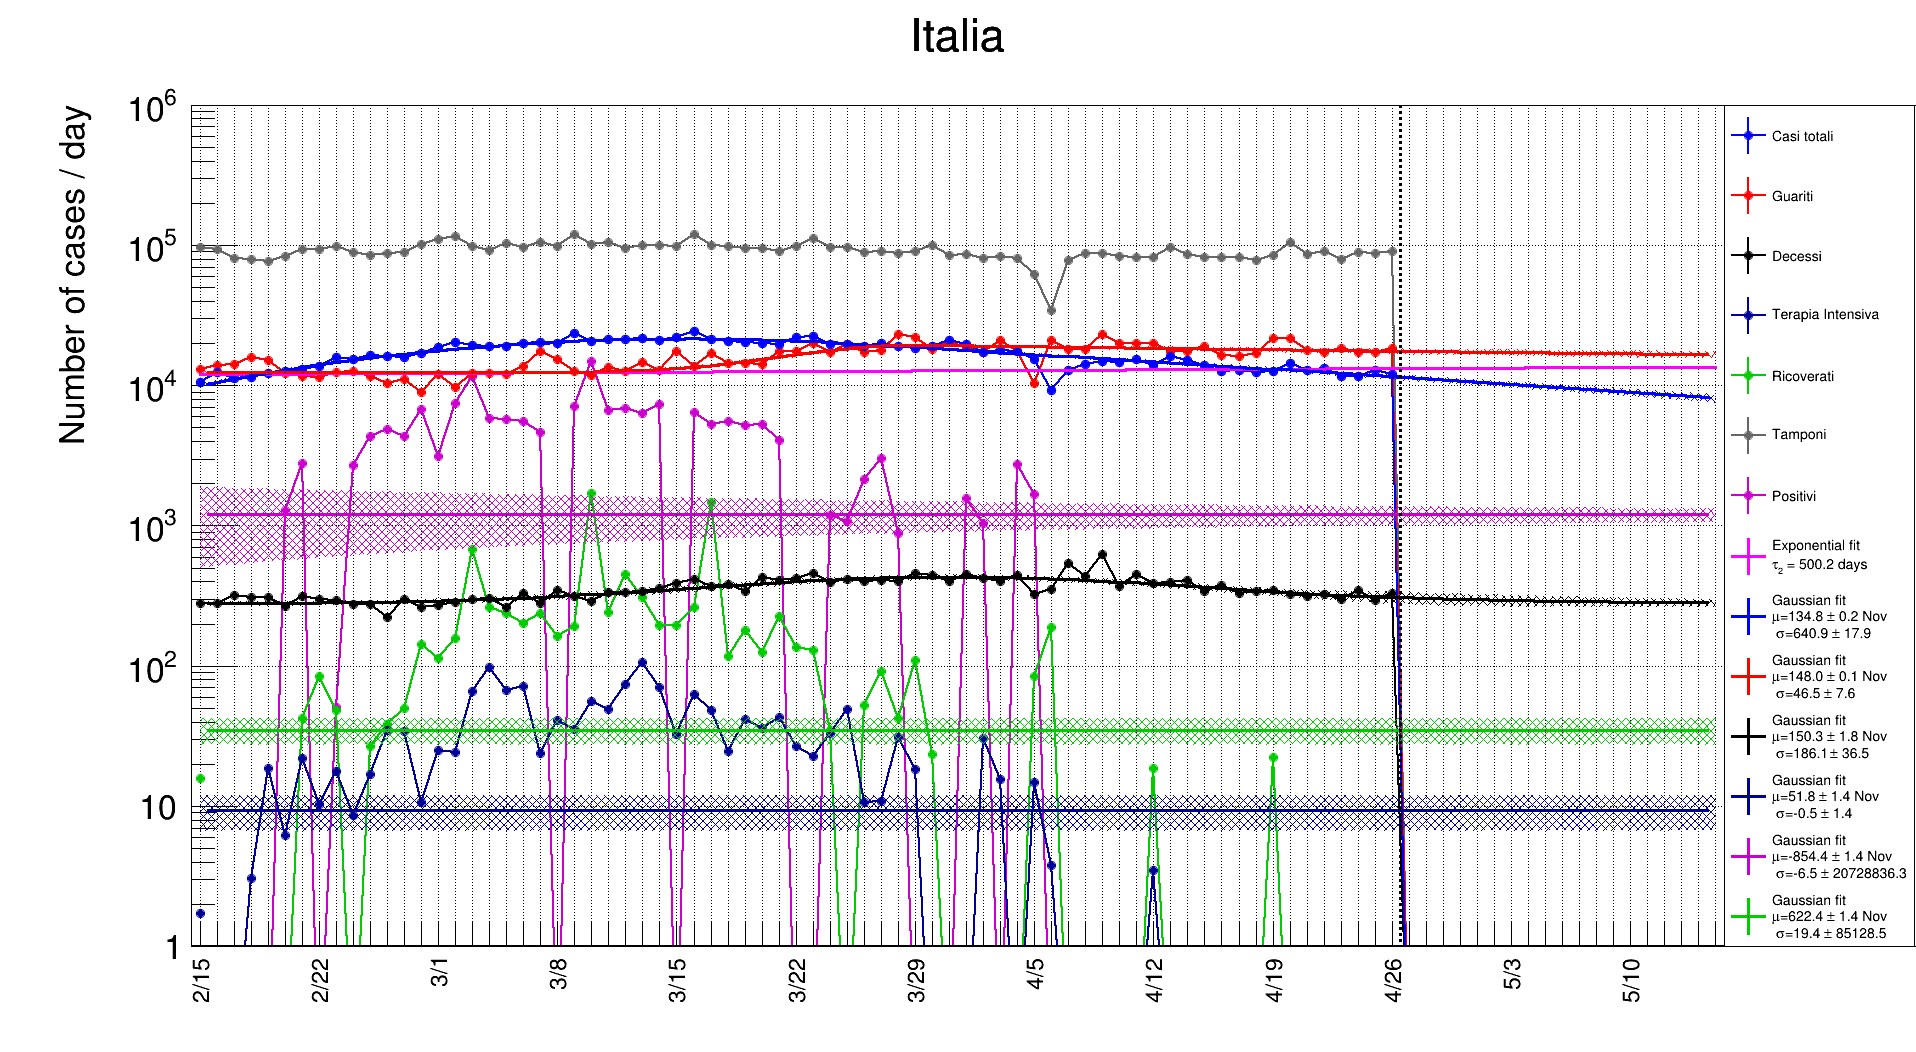 Italia
Number of cases / day
10^6
10^5
10^4
10^3
10^2
10
1
2/15
2/22
3/1
3/8
3/15
3/22
3/29
4/5
4/12
4/19
4/26
5/3
5/10
Casi totali
Guariti
Decessi
Terapia Intensiva
Ricoverati
Tamponi
Positivi
Exponential fit
τ₂ = 500.2 days
Gaussian fit
μ=134.8 ± 0.2 Nov
σ=640.9 ± 17.9
Gaussian fit
μ=148.0 ± 0.1 Nov
σ=46.5 ± 7.6
Gaussian fit
μ=150.3 ± 1.8 Nov
σ=186.1 ± 36.5
Gaussian fit
μ=51.8 ± 1.4 Nov
σ=-0.5 ± 1.4
Gaussian fit
μ=-854.4 ± 1.4 Nov
σ=-6.5 ± 20728836.3
Gaussian fit
μ=622.4 ± 1.4 Nov
σ=19.4 ± 85128.5